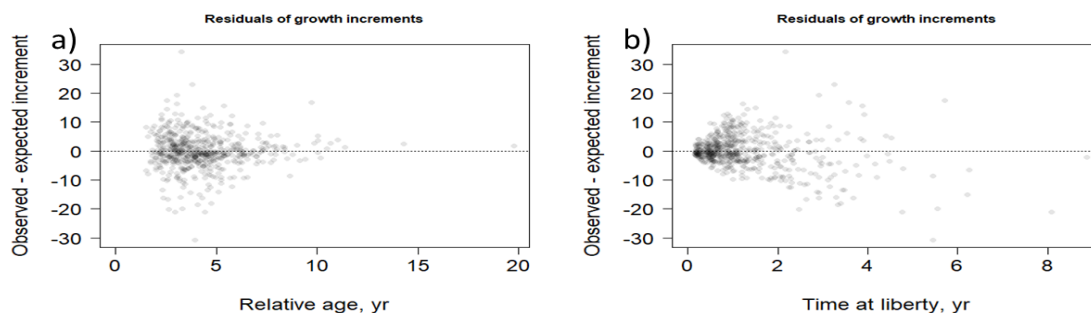 Residuals of growth increments
a)
Observed - expected increment
30
20
10
0
-10
-20
-30
0 5 10 15 20
Relative age, yr
Residuals of growth increments
b)
Observed - expected increment
30
20
10
0
-10
-20
-30
0 2 4 6 8
Time at liberty, yr